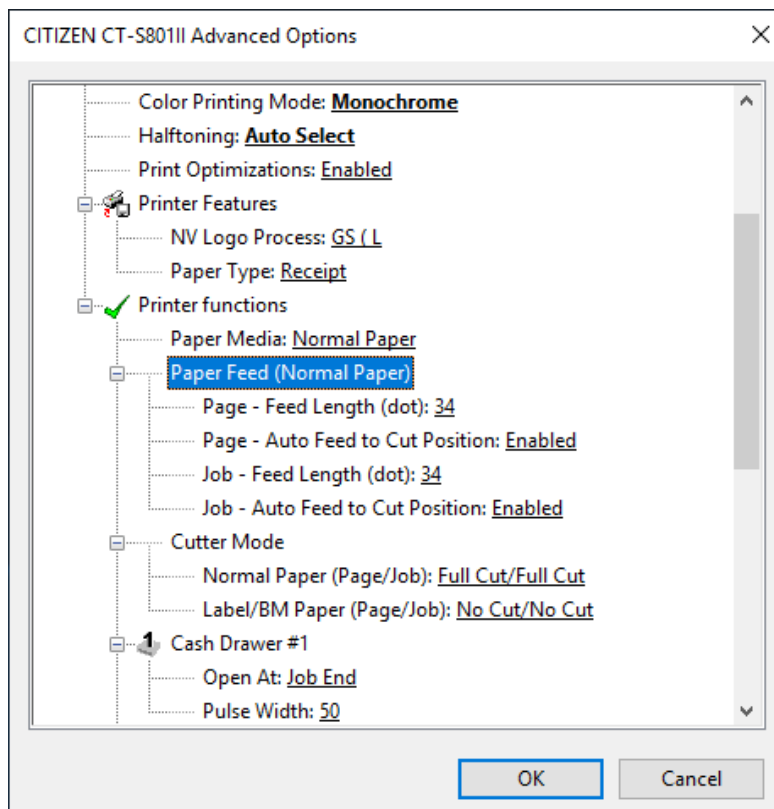 CITIZEN CT-S801II Advanced Options
Color Printing Mode: Monochrome
Halftoning: Auto Select
Print Optimizations: Enabled
Printer Features
NV Logo Process: GS ( L
Paper Type: Receipt
Printer functions
Paper Media: Normal Paper
Paper Feed (Normal Paper)
Page - Feed Length (dot): 34
Page - Auto Feed to Cut Position: Enabled
Job - Feed Length (dot): 34
Job - Auto Feed to Cut Position: Enabled
Cutter Mode
Normal Paper (Page/Job): Full Cut/Full Cut
Label/BM Paper (Page/Job): No Cut/No Cut
1 Cash Drawer #1
Open At: Job End
Pulse Width: 50
OK Cancel